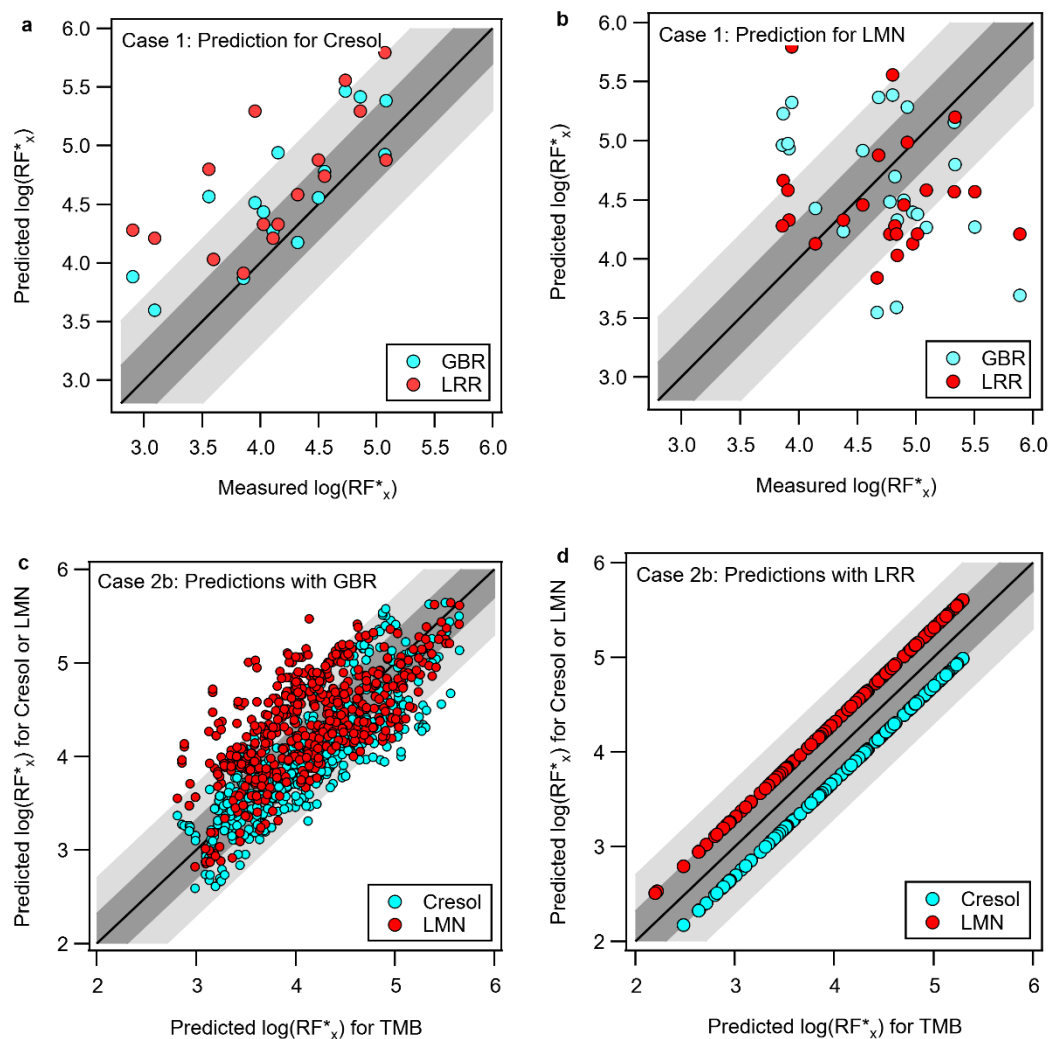 a
Case 1: Prediction for Cresol
6.0
5.5
5.0
4.5
4.0
3.5
3.0
Predicted log(RF*x)
GBR
LRR
3.0 3.5 4.0 4.5 5.0 5.5 6.0
Measured log(RF*x)
b
Case 1: Prediction for LMN
6.0
5.5
5.0
4.5
4.0
3.5
3.0
Predicted log(RF*x)
GBR
LRR
3.0 3.5 4.0 4.5 5.0 5.5 6.0
Measured log(RF*x)
c
Case 2b: Predictions with GBR
6
5
4
3
2
Predicted log(RF*x) for Cresol or LMN
Cresol
LMN
2 3 4 5 6
Predicted log(RF*x) for TMB
d
Case 2b: Predictions with LRR
6
5
4
3
2
Predicted log(RF*x) for Cresol or LMN
Cresol
LMN
2 3 4 5 6
Predicted log(RF*x) for TMB